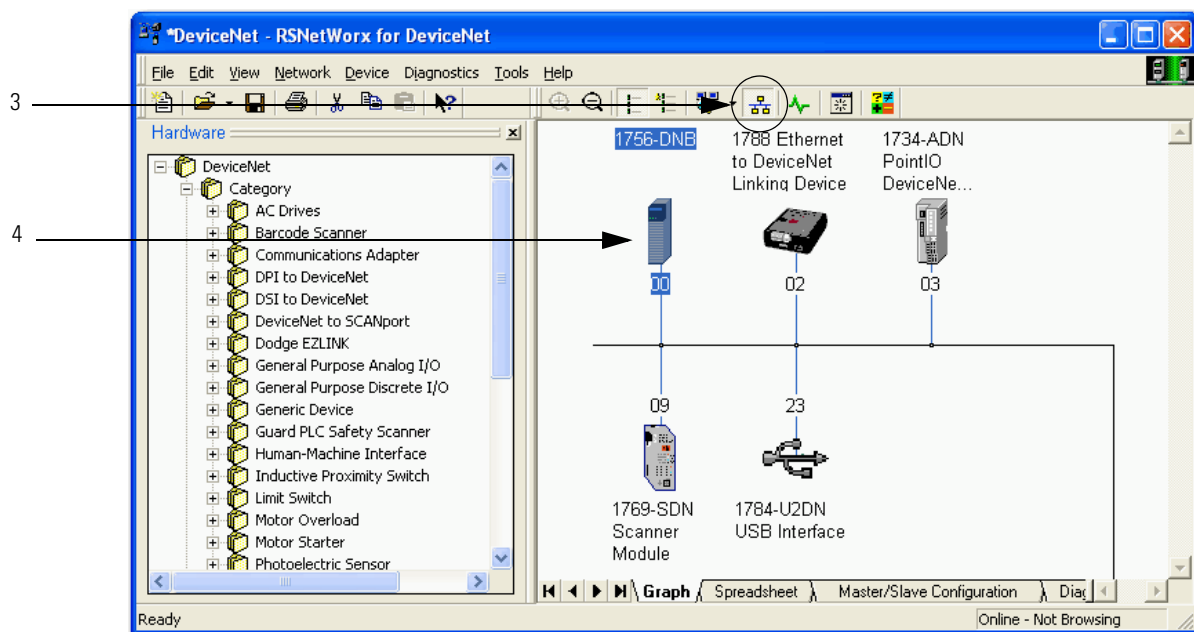 *DeviceNet - RSNetWorx for DeviceNet
File Edit View Network Device Diagnostics Tools Help
3
Hardware
4
DeviceNet
Category
AC Drives
Barcode Scanner
Communications Adapter
DPI to DeviceNet
DSI to DeviceNet
DeviceNet to SCANport
Dodge EZLINK
General Purpose Analog I/O
General Purpose Discrete I/O
Generic Device
Guard PLC Safety Scanner
Human-Machine Interface
Inductive Proximity Switch
Limit Switch
Motor Overload
Motor Starter
Photoelectric Sensor
1756-DNB
00
1788 Ethernet
to DeviceNet
Linking Device
02
1734-ADN
PointIO
DeviceNe...
03
09
1769-SDN
Scanner
Module
23
1784-U2DN
USB Interface
Graph Spreadsheet Master/Slave Configuration Diag
Ready
Online - Not Browsing